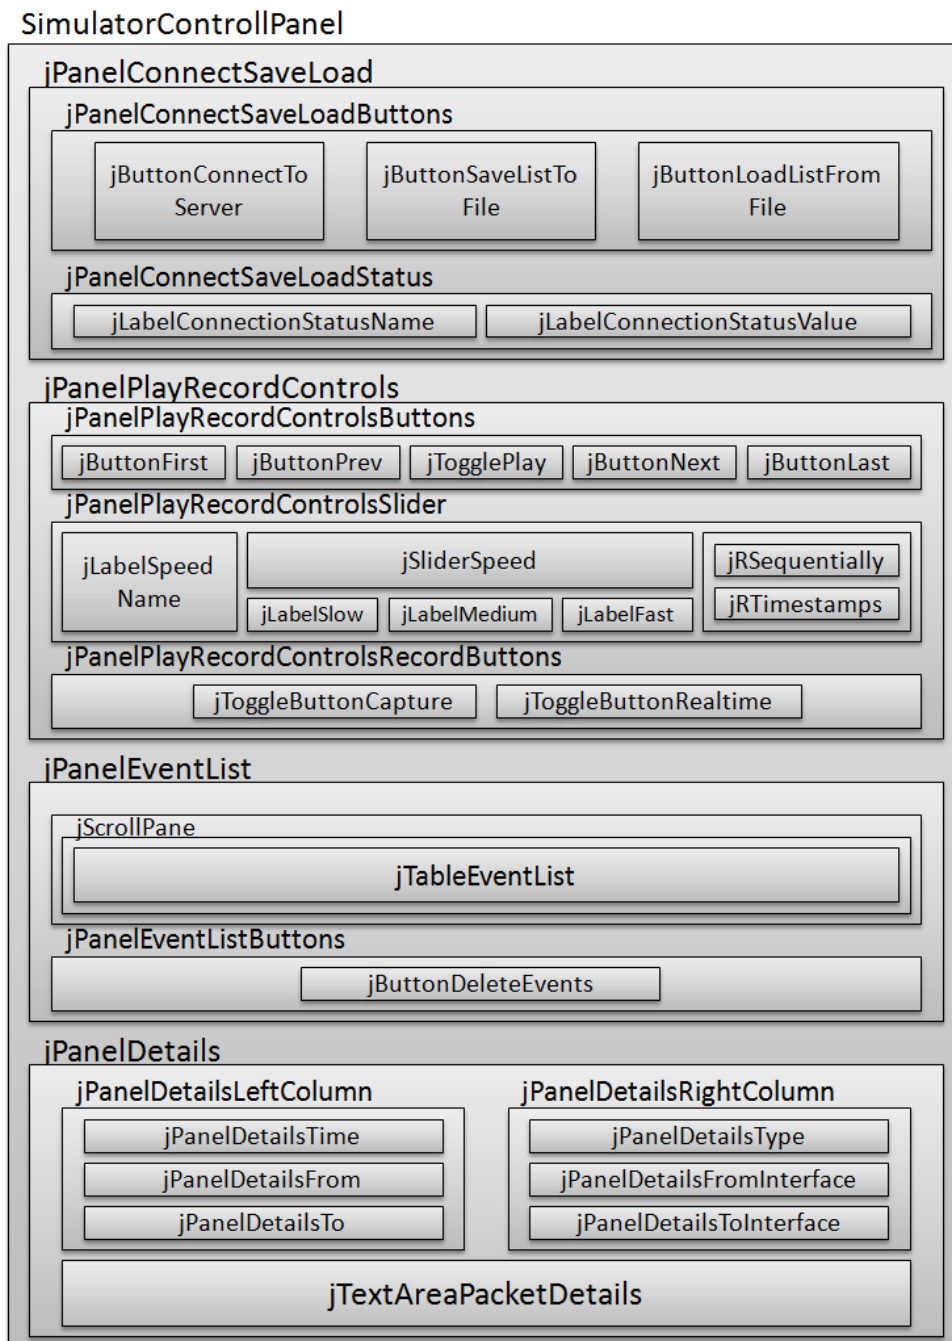 SimulatorControllPanel
jPanelConnectSaveLoad
jPanelConnectSaveLoadButtons
jButtonConnectTo
Server
jButtonSaveListTo
File
jButtonLoadListFrom
File
jPanelConnectSaveLoadStatus
jLabelConnectionStatusName
jLabelConnectionStatusValue
jPanelPlayRecordControls
jPanelPlayRecordControlsButtons
jButtonFirst
jButtonPrev
jTogglePlay
jButtonNext
jButtonLast
jPanelPlayRecordControlsSlider
jLabelSpeed
Name
jSliderSpeed
jLabelSlow
jLabelMedium
jLabelFast
jRSequentially
jRTimestamps
jPanelPlayRecordControlsRecordButtons
jToggleButtonCapture
jToggleButtonRealtime
jPanelEventList
jScrollPane
jTableEventList
jPanelEventListButtons
jButtonDeleteEvents
jPanelDetails
jPanelDetailsLeftColumn
jPanelDetailsTime
jPanelDetailsFrom
jPanelDetailsTo
jPanelDetailsRightColumn
jPanelDetailsType
jPanelDetailsFromInterface
jPanelDetailsToInterface
jTextAreaPacketDetails